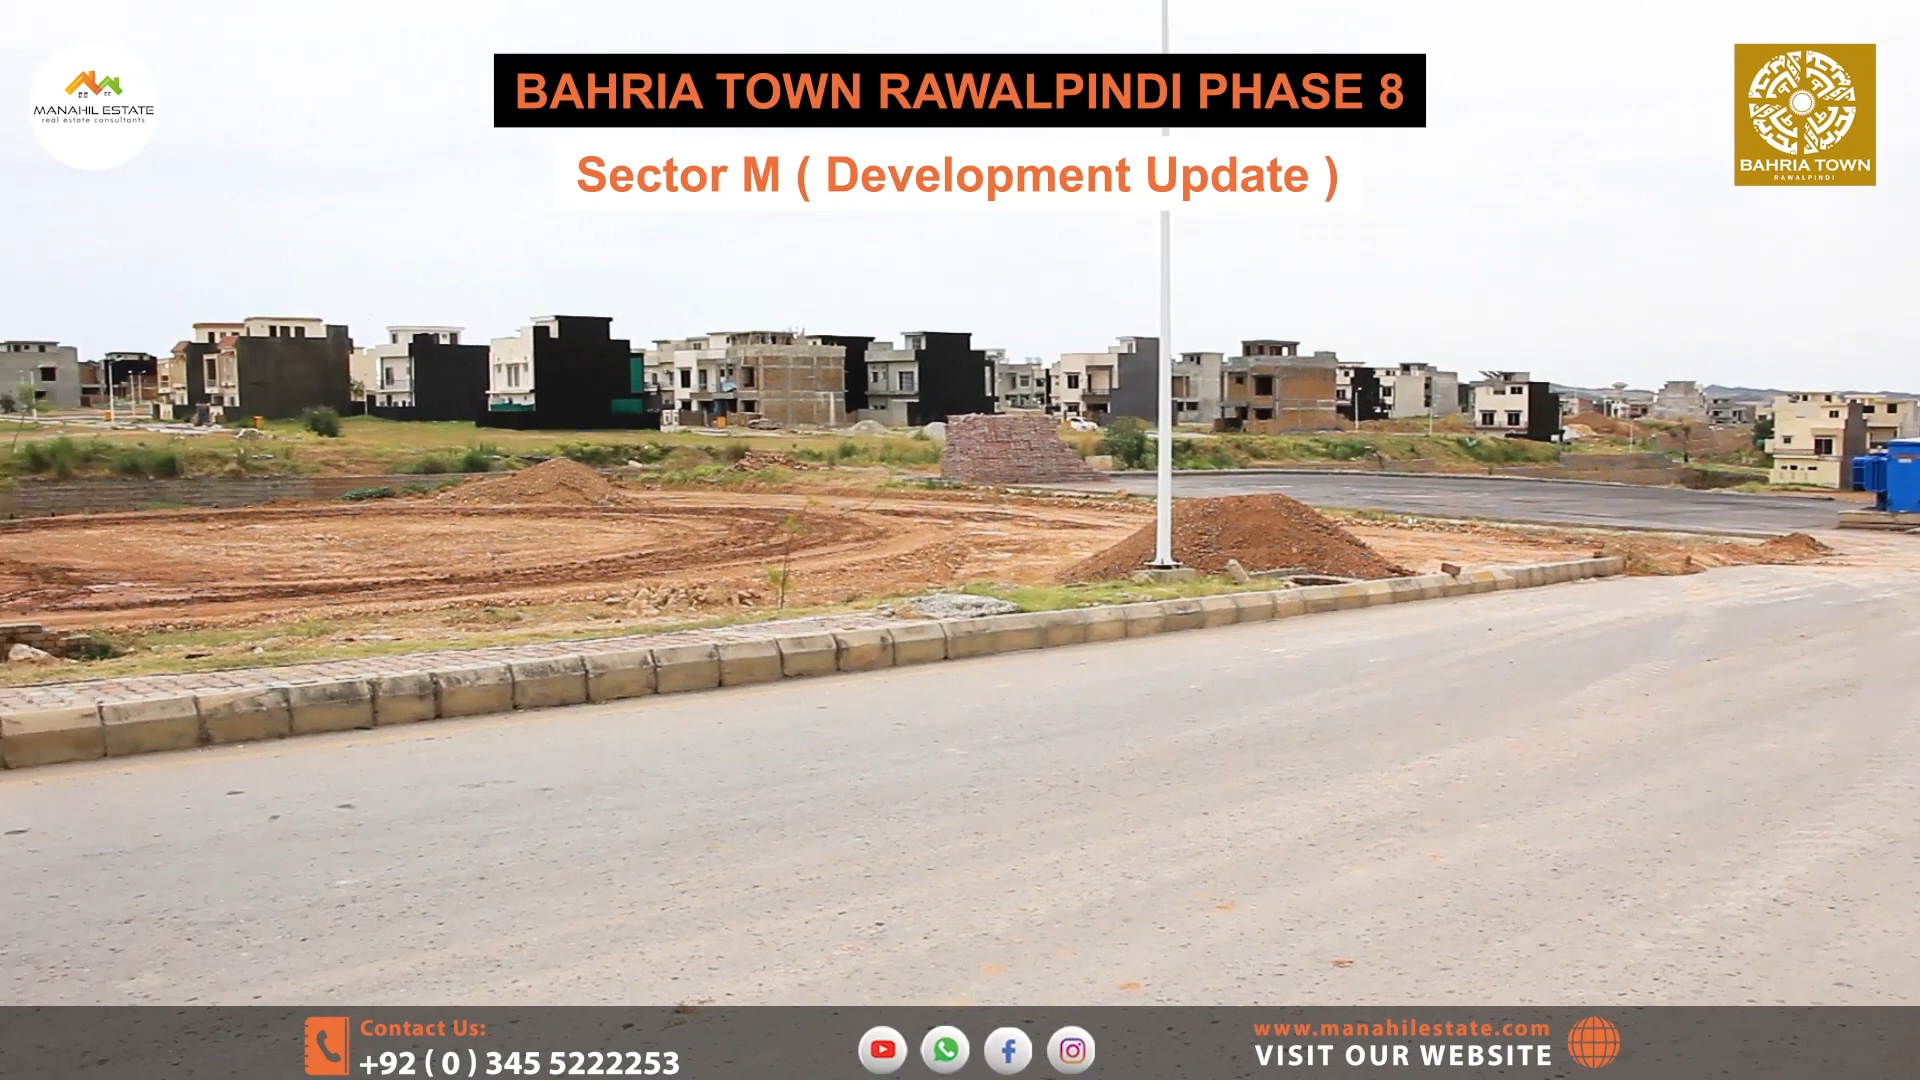 MANAHIL ESTATE
real estate consultants
BAHRIA TOWN RAWALPINDI PHASE 8
Sector M ( Development Update )
BAHRIA TOWN
RAWALPINDI
Contact Us:
+92 ( 0 ) 345 5222253
www.manahilestate.com
VISIT OUR WEBSITE